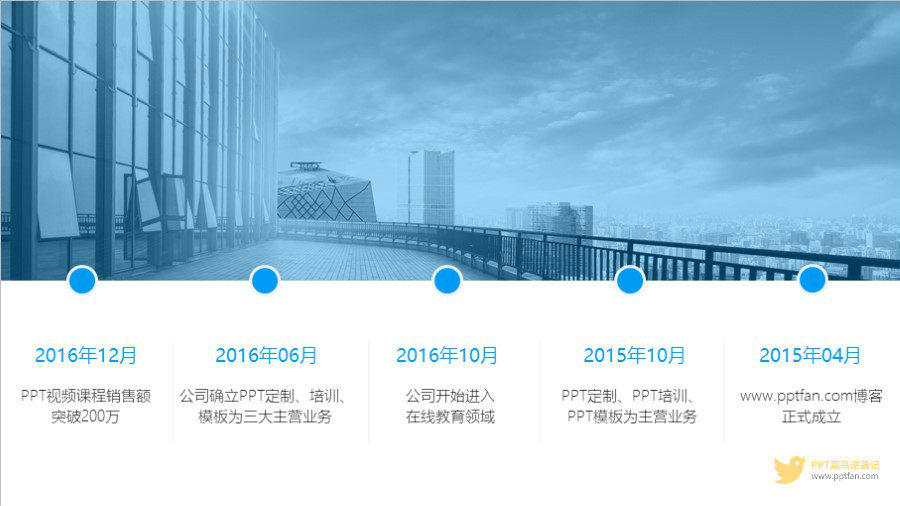 2016年12月
PPT视频课程销售额
突破200万
2016年06月
公司确立PPT定制、培训、
模板为三大主营业务
2016年10月
公司开始进入
在线教育领域
2015年10月
PPT定制、PPT培训、
PPT模板为主营业务
2015年04月
www.pptfan.com博客
正式成立
PPT菜鸟逆袭记
www.pptfan.com